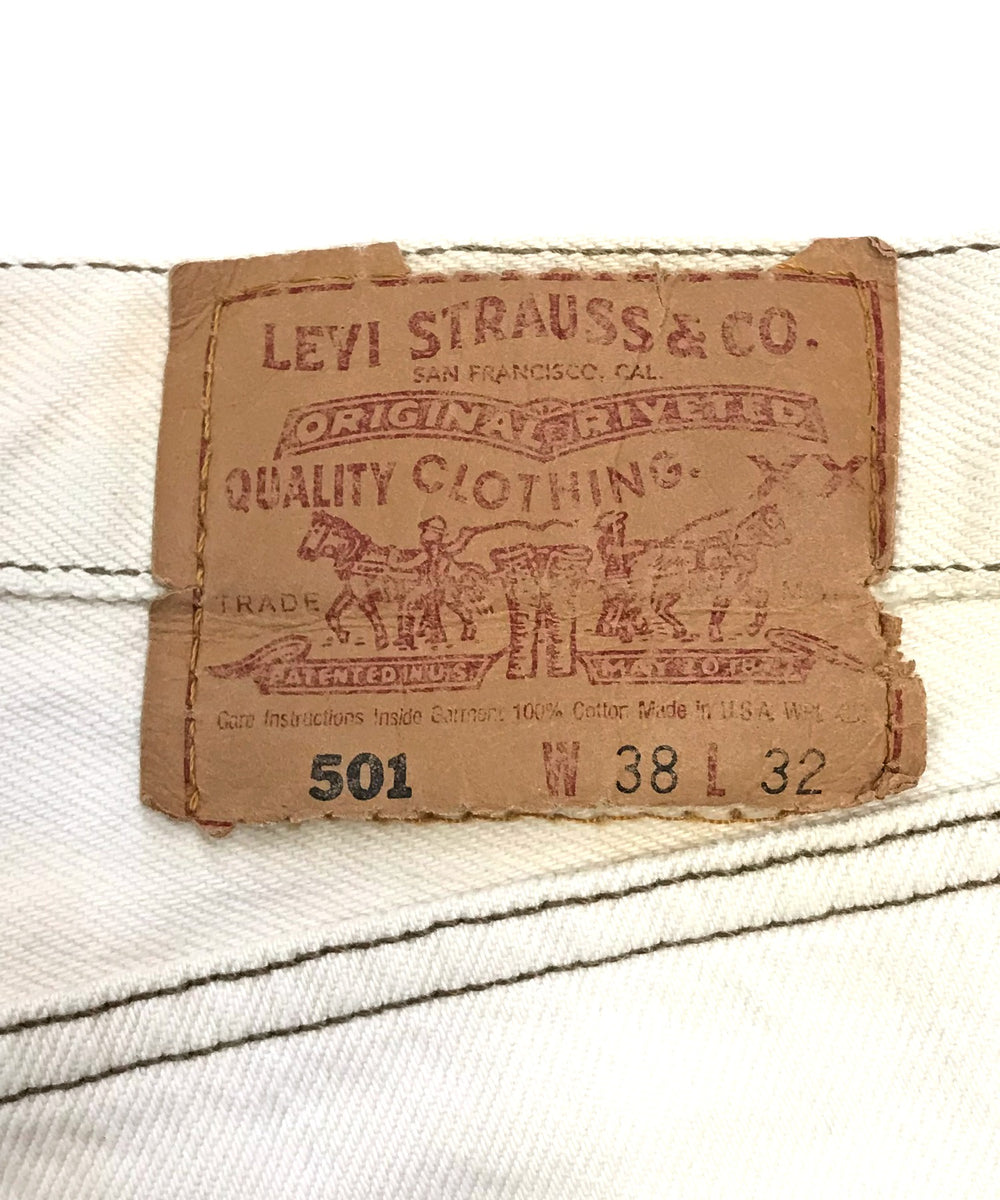 LEVI STRAUSS & CO.
SAN FRANCISCO, CAL.
ORIGINAL RIVETED
QUALITY CLOTHING. XX
TRADE
PATENTED IN U.S. MAY 20
Care Instructions Inside Garment 100% Cotton Made in U.S.A. WPL
501 W 38 L 32